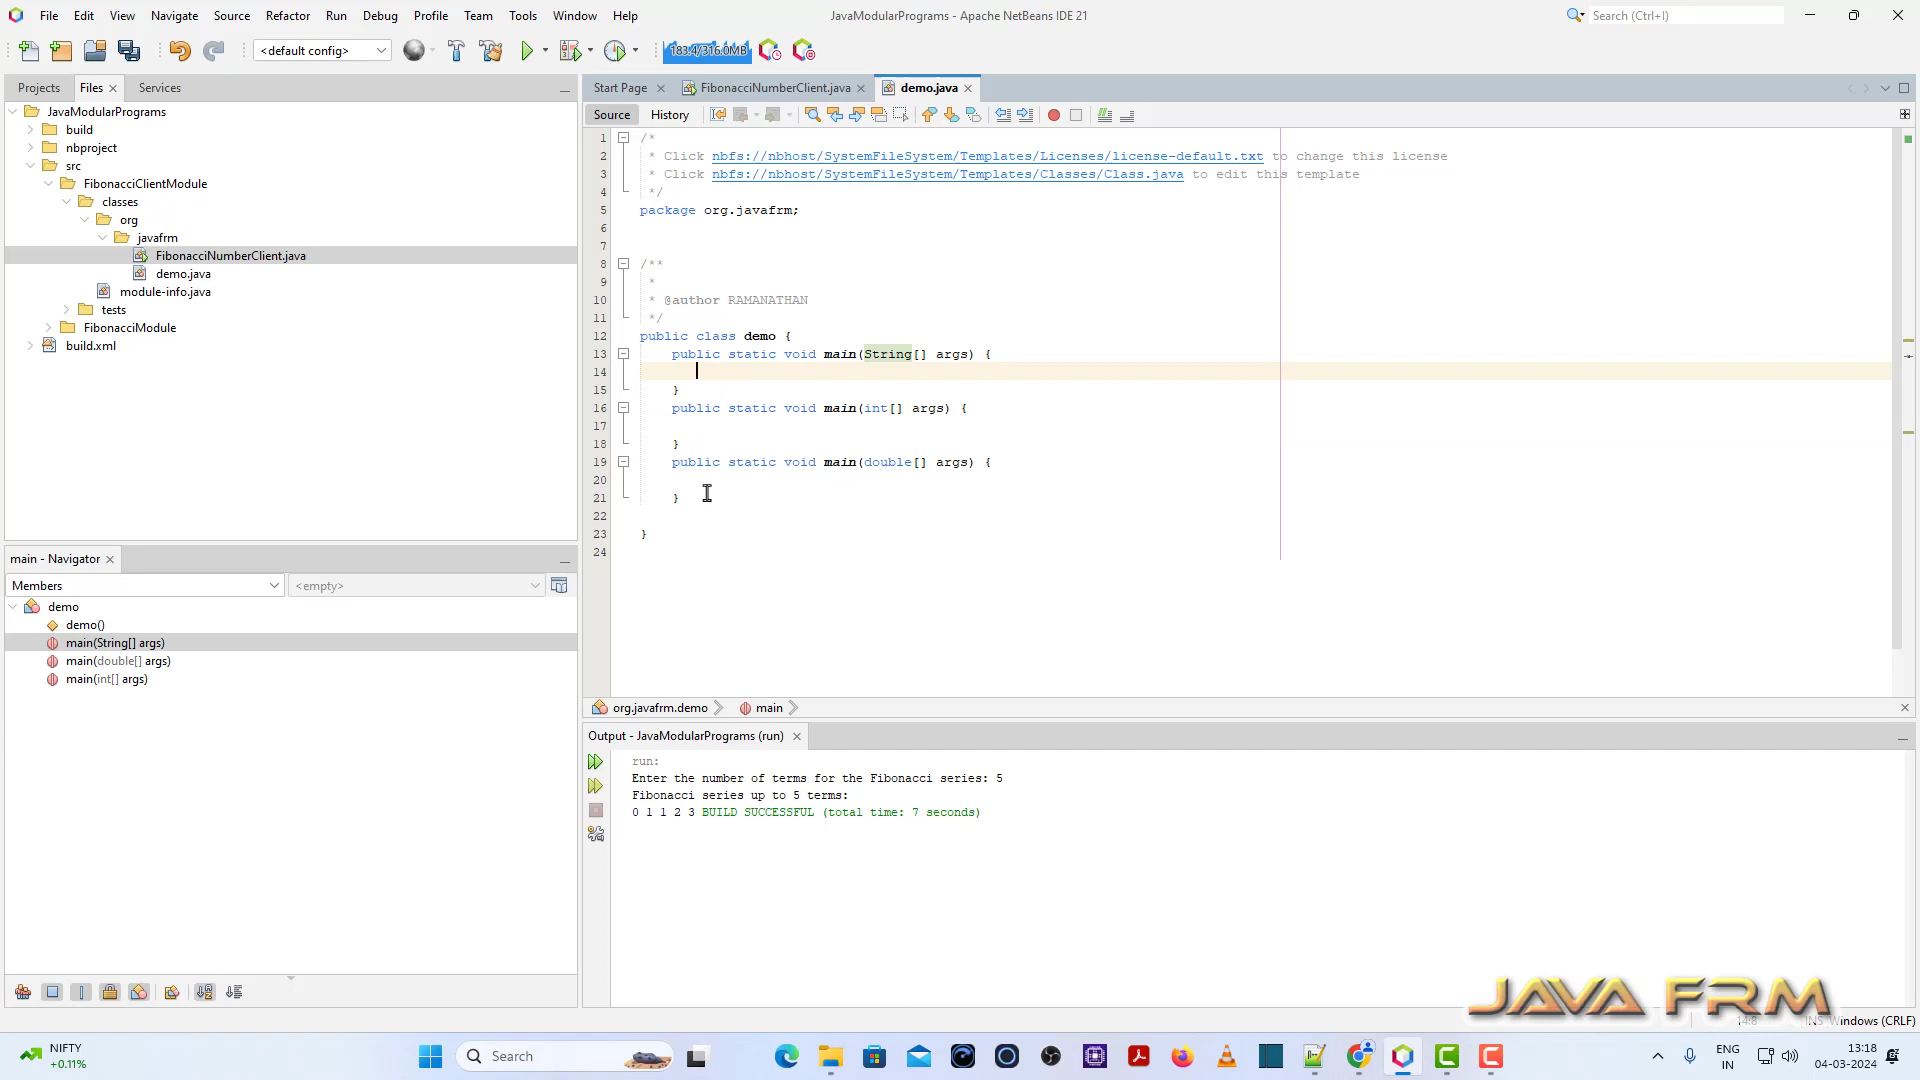 File Edit View Navigate Source Refactor Run Debug Profile Team Tools Window Help
JavaModularPrograms - Apache NetBeans IDE 21
Search (Ctrl+I)
<default config>
183.4/316.0MB
Projects Files Services
Start Page FibonacciNumberClient.java demo.java
Source History
JavaModularPrograms
build
nbproject
src
FibonacciClientModule
classes
org
javafrm
FibonacciNumberClient.java
demo.java
module-info.java
tests
FibonacciModule
build.xml
1 /*
2 * Click nbfs://nbhost/SystemFileSystem/Templates/Licenses/license-default.txt to change this license
3 * Click nbfs://nbhost/SystemFileSystem/Templates/Classes/Class.java to edit this template
4 */
5 package org.javafrm;
6
7
8 /**
9 *
10 * @author RAMANATHAN
11 */
12 public class demo {
13 public static void main(String[] args) {
14
15 }
16 public static void main(int[] args) {
17
18 }
19 public static void main(double[] args) {
20
21 }
22
23 }
24
main - Navigator
Members <empty>
demo
demo()
main(String[] args)
main(double[] args)
main(int[] args)
org.javafrm.demo main
Output - JavaModularPrograms (run)
run:
Enter the number of terms for the Fibonacci series: 5
Fibonacci series up to 5 terms:
0 1 1 2 3 BUILD SUCCESSFUL (total time: 7 seconds)
JAVA FRM
14:8 INS Windows (CRLF)
NIFTY
+0.11%
Search
ENG
IN
13:18
04-03-2024